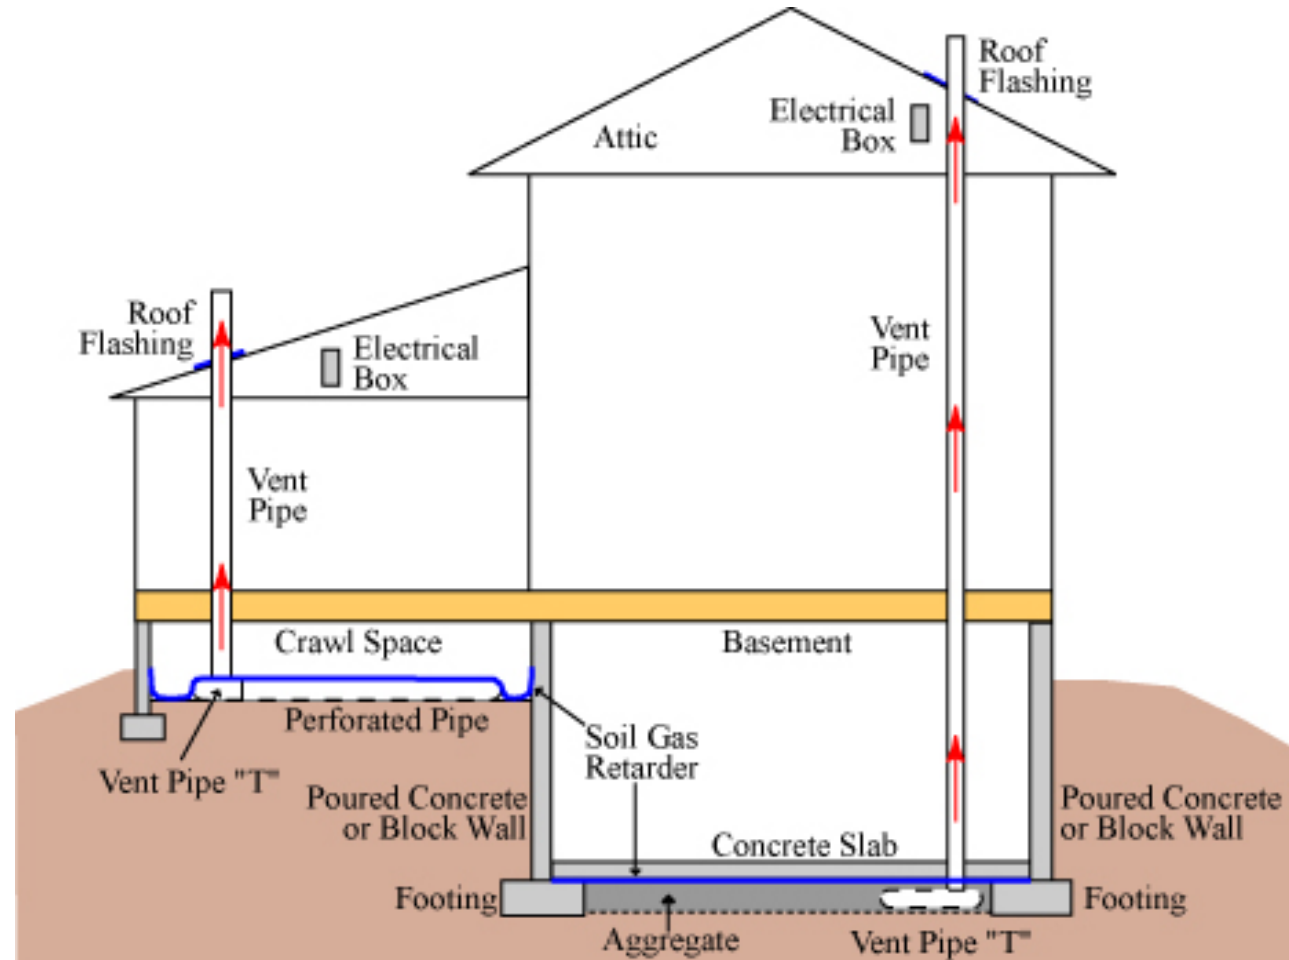 Roof
Flashing
Electrical
Box
Attic
Roof
Flashing
Electrical
Box
Vent
Pipe
Vent
Pipe
Crawl Space
Basement
Perforated Pipe
Soil Gas
Retarder
Vent Pipe "T"
Poured Concrete
or Block Wall
Poured Concrete
or Block Wall
Concrete Slab
Footing
Footing
Aggregate
Vent Pipe "T"